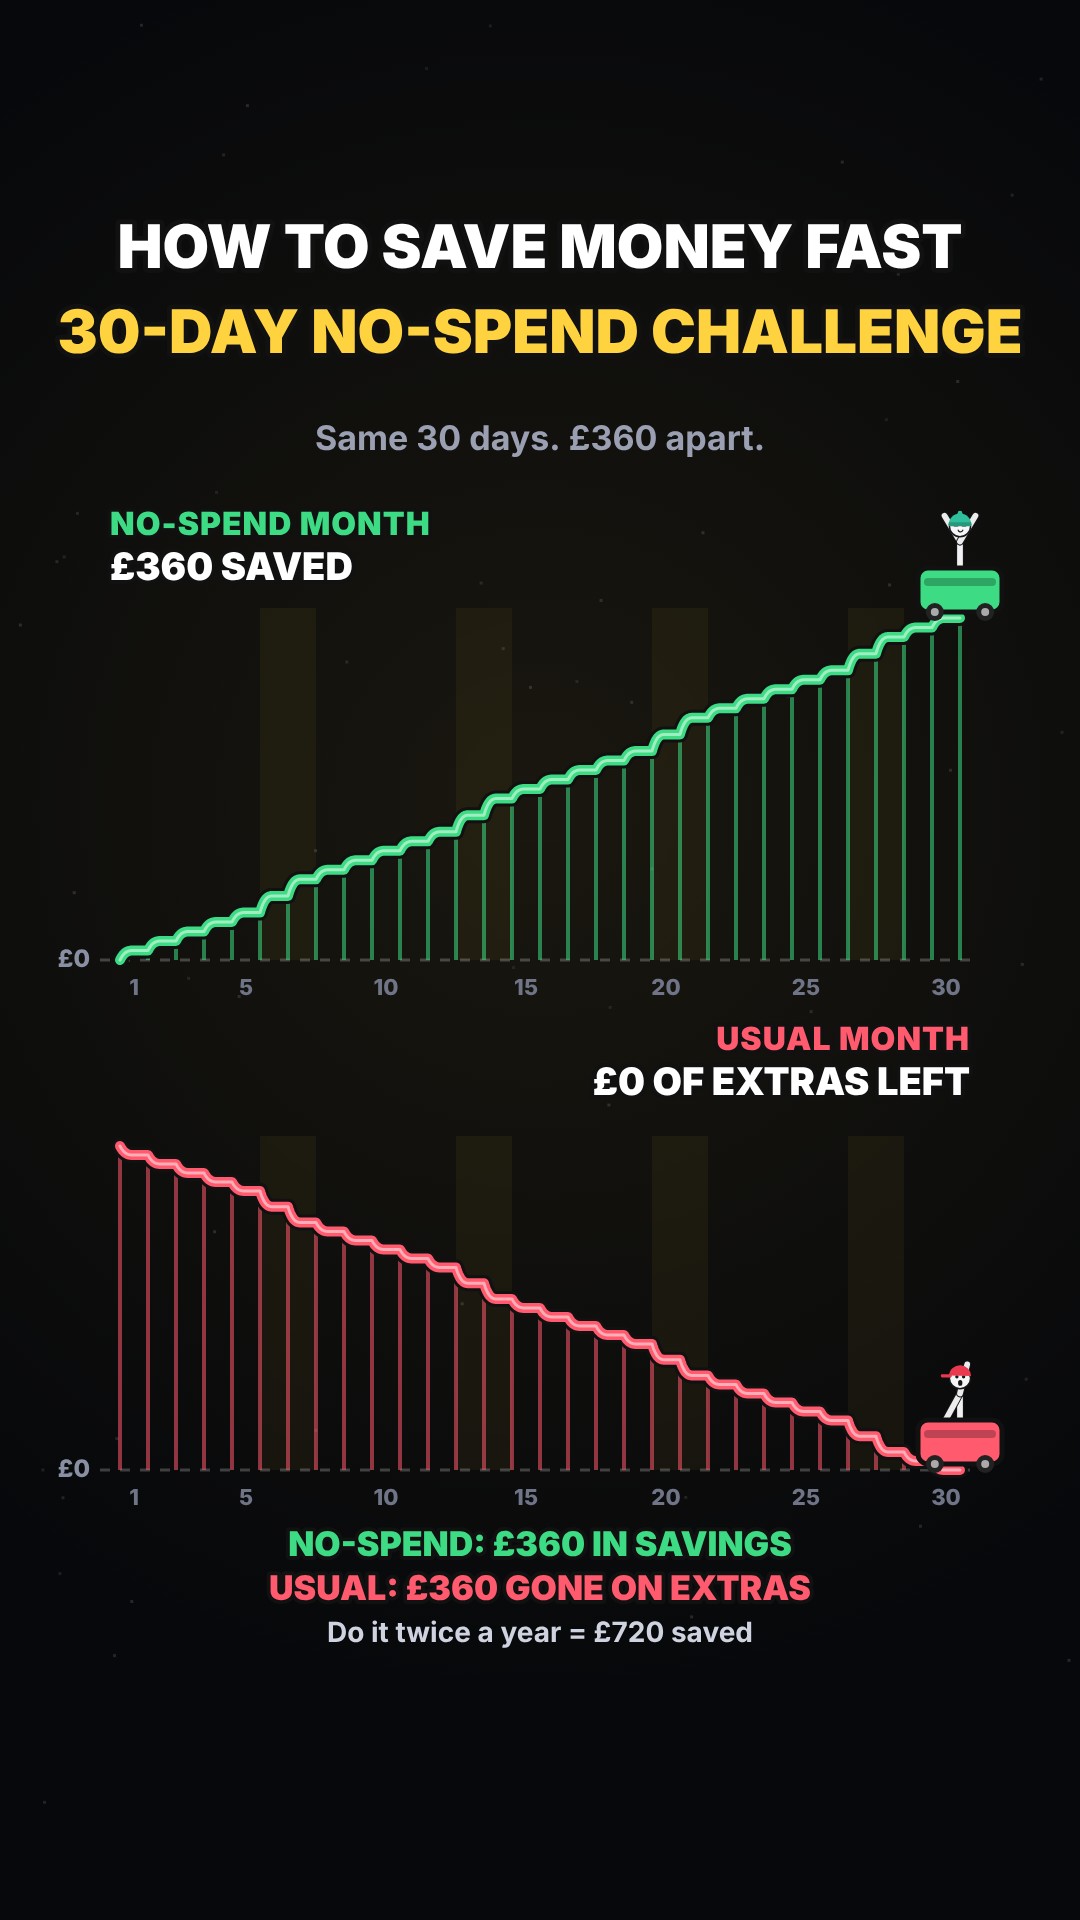 HOW TO SAVE MONEY FAST
30-DAY NO-SPEND CHALLENGE
Same 30 days. £360 apart.
NO-SPEND MONTH
£360 SAVED
£0
1 5 10 15 20 25 30
USUAL MONTH
£0 OF EXTRAS LEFT
£0
1 5 10 15 20 25 30
NO-SPEND: £360 IN SAVINGS
USUAL: £360 GONE ON EXTRAS
Do it twice a year = £720 saved